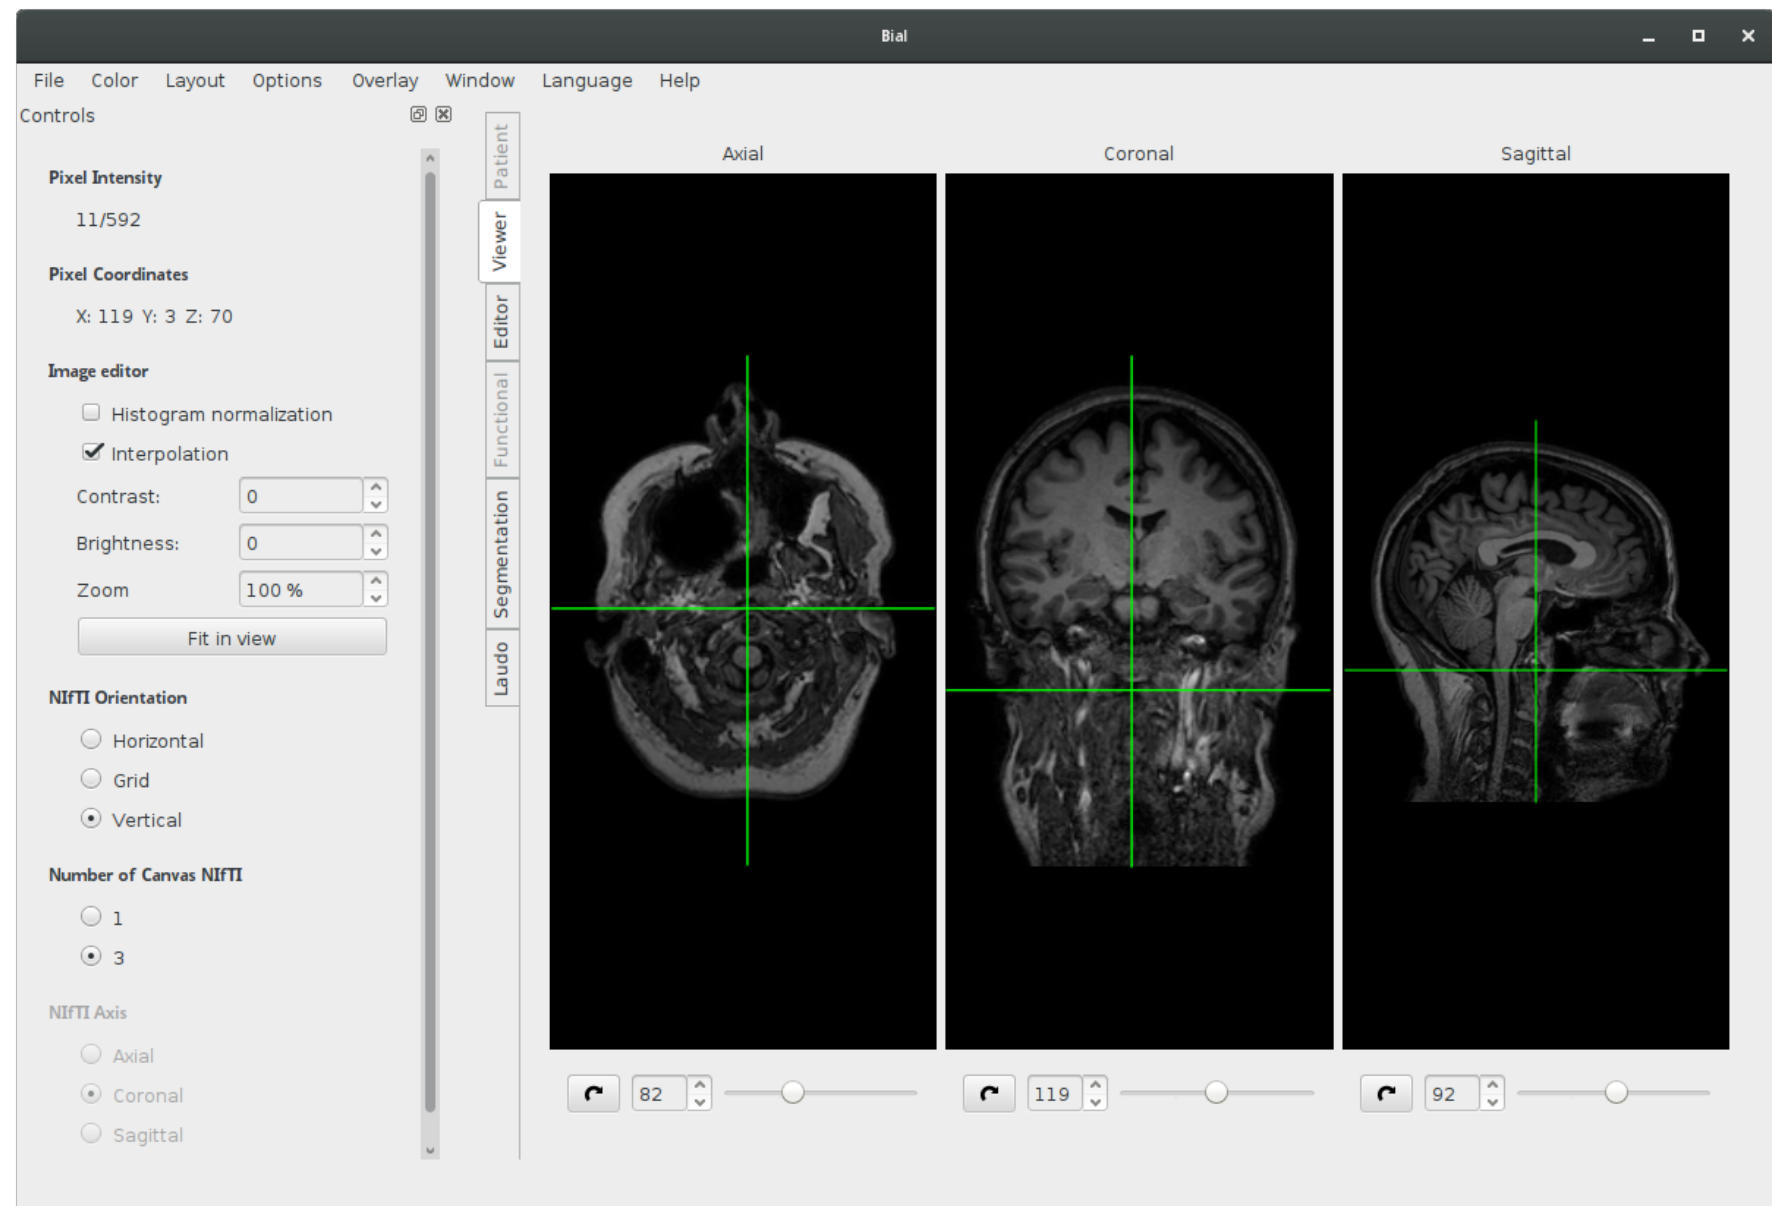 Bial
File Color Layout Options Overlay Window Language Help
Controls
Pixel Intensity
11/592
Pixel Coordinates
X: 119 Y: 3 Z: 70
Image editor
Histogram normalization
Interpolation
Contrast: 0
Brightness: 0
Zoom 100 %
Fit in view
NIfTI Orientation
Horizontal
Grid
Vertical
Number of Canvas NIfTI
1
3
NIfTI Axis
Axial
Coronal
Sagittal
Patient
Viewer
Editor
Functional
Segmentation
Laudo
Axial Coronal Sagittal
82 119 92